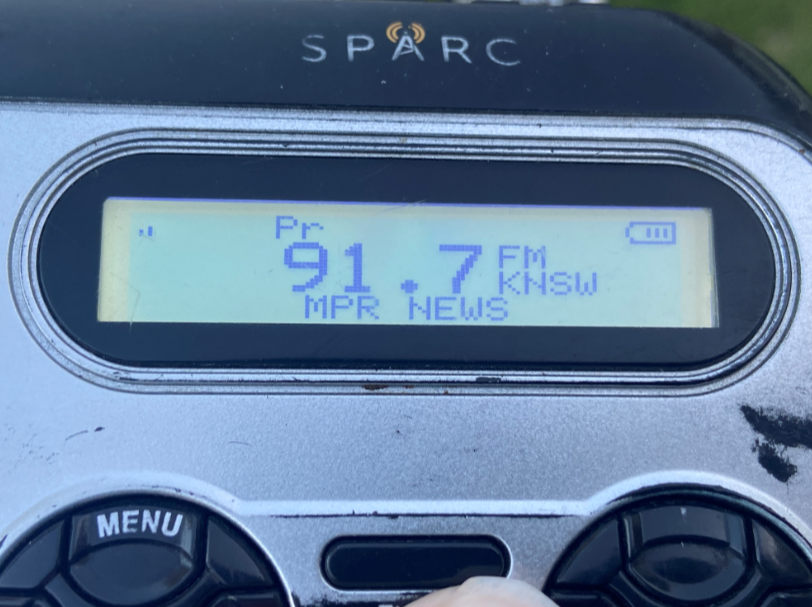 SPARC
Pr
91.7 FM
KNSW
MPR NEWS
MENU